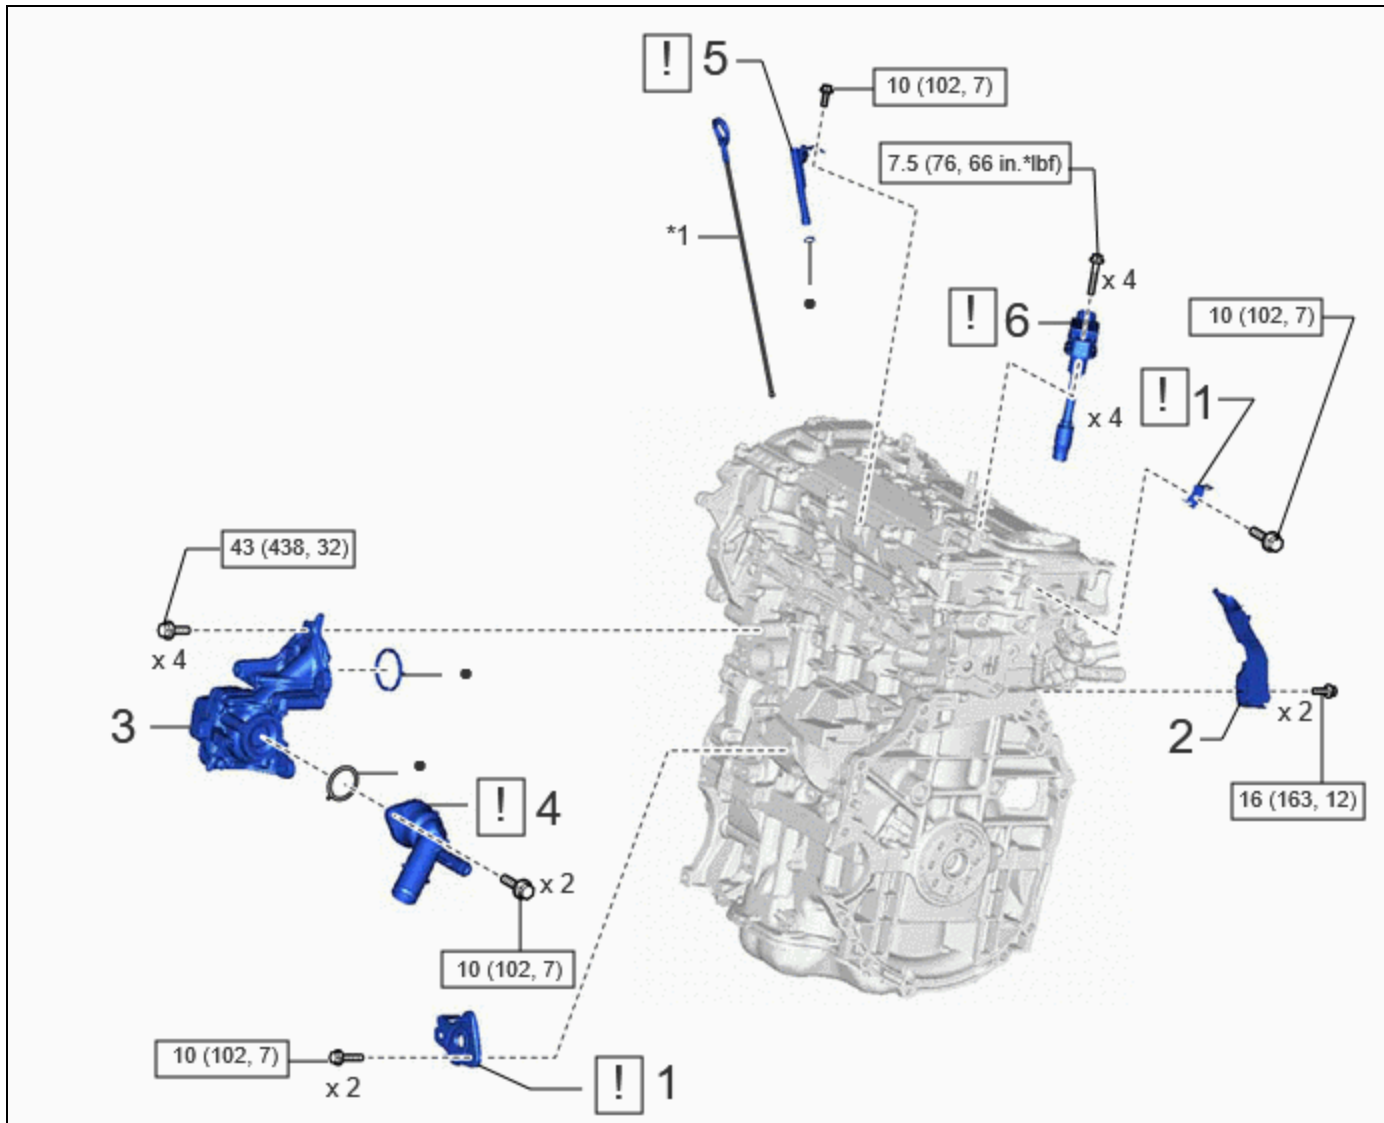 ! 5
10 (102, 7)
7.5 (76, 66 in.*lbf)
*1
x 4
! 6
10 (102, 7)
x 4
! 1
43 (438, 32)
x 4
3
x 2
2
16 (163, 12)
! 4
x 2
10 (102, 7)
10 (102, 7)
x 2
! 1